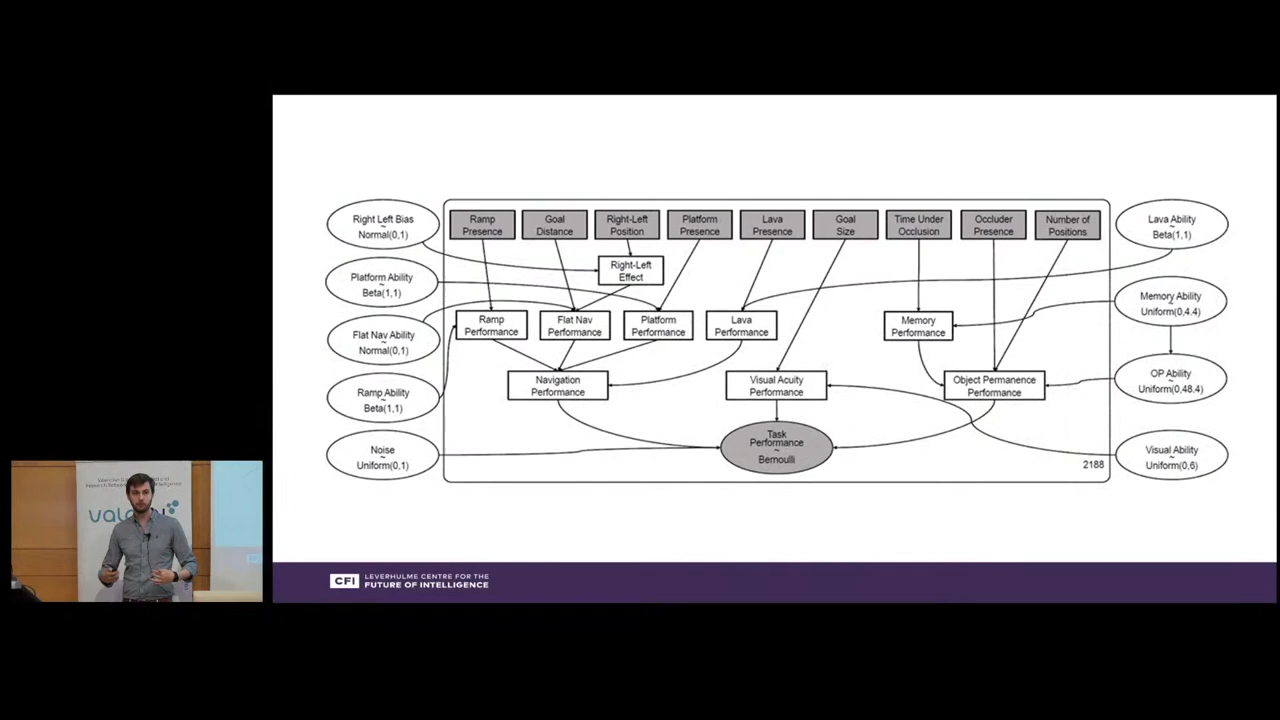 Right Left Bias
~
Normal(0,1)
Platform Ability
~
Beta(1,1)
Flat Nav Ability
~
Normal(0,1)
Ramp Ability
~
Beta(1,1)
Noise
~
Uniform(0,1)
Ramp
Presence
Goal
Distance
Right-Left
Position
Platform
Presence
Lava
Presence
Goal
Size
Time Under
Occlusion
Occluder
Presence
Number of
Positions
Right-Left
Effect
Ramp
Performance
Flat Nav
Performance
Platform
Performance
Lava
Performance
Memory
Performance
Navigation
Performance
Visual Acuity
Performance
Object Permanence
Performance
Task
Performance
~
Bernoulli
2188
Lava Ability
~
Beta(1,1)
Memory Ability
~
Uniform(0,4.4)
OP Ability
~
Uniform(0,48.4)
Visual Ability
~
Uniform(0,6)
CFI
LEVERHULME CENTRE FOR THE
FUTURE OF INTELLIGENCE